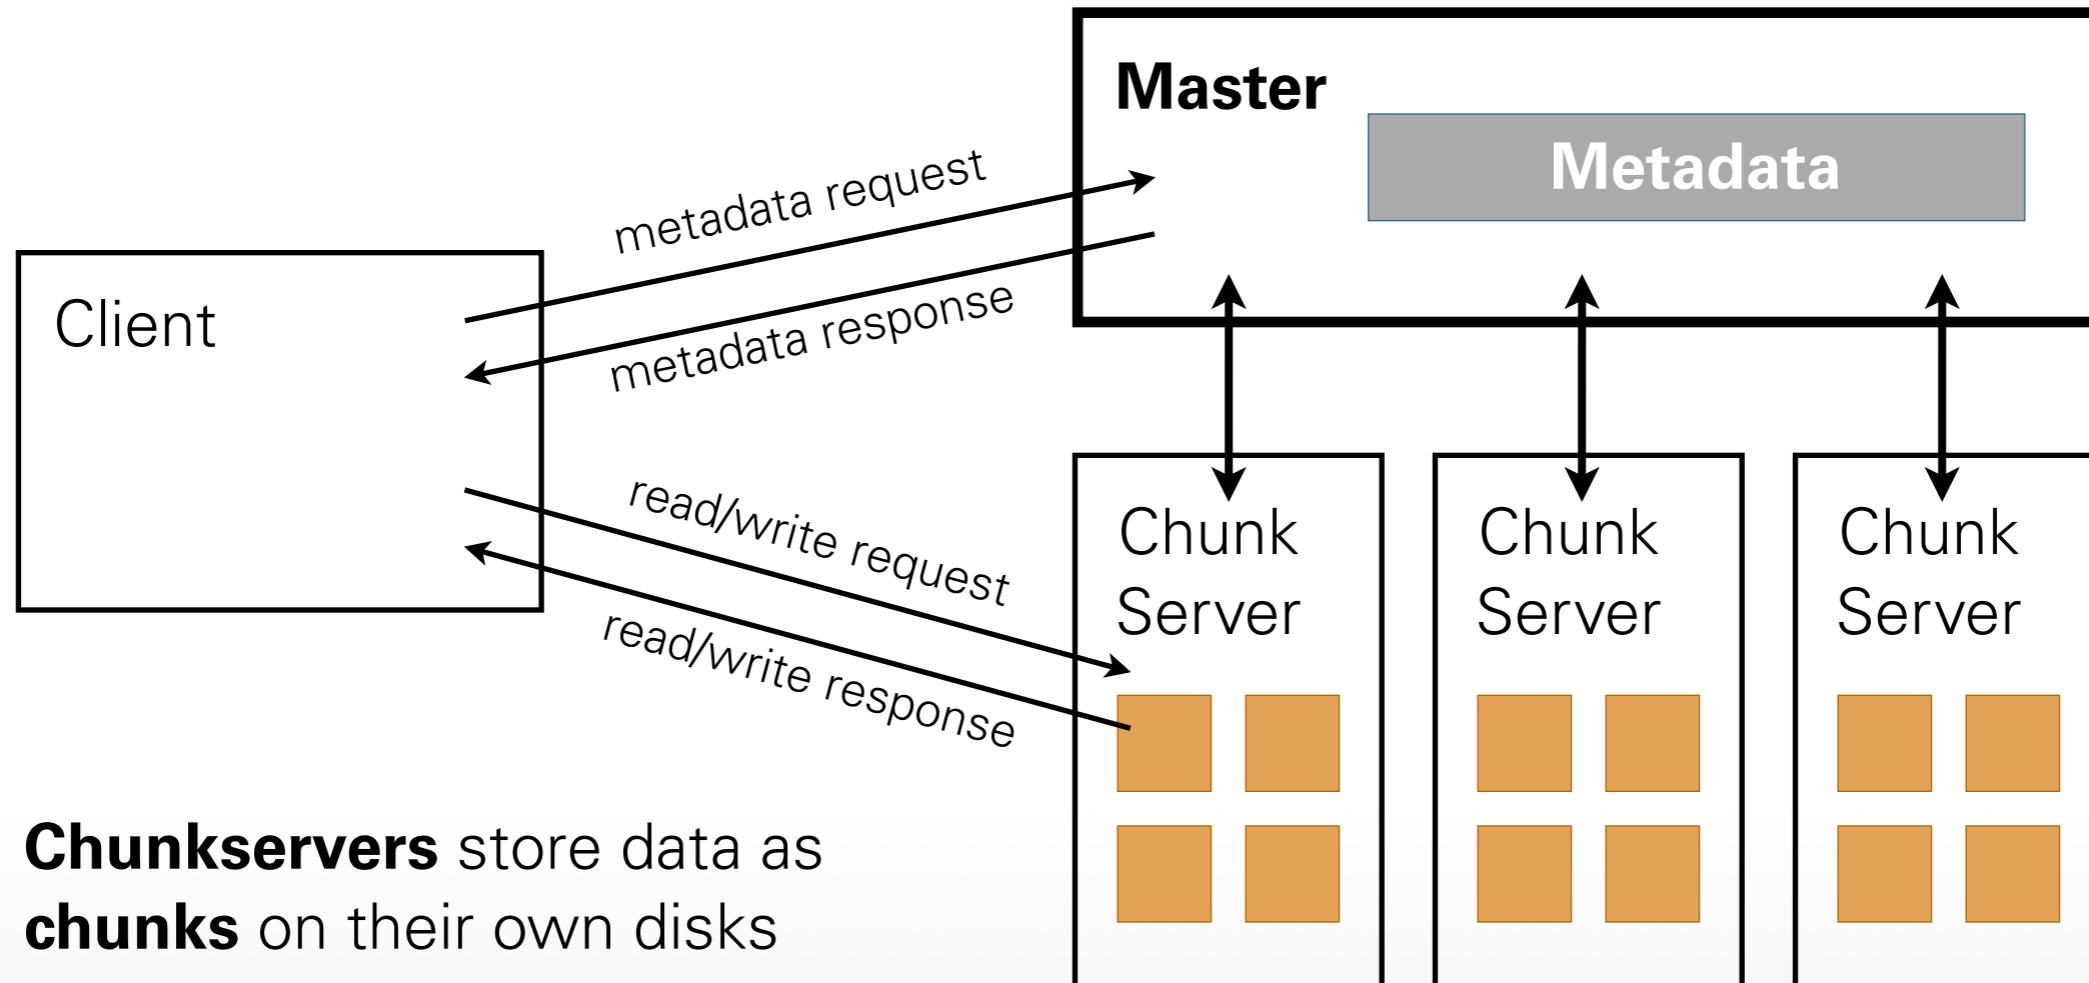 Master
Metadata
metadata request
metadata response
Client
read/write request
read/write response
Chunk
Server
Chunk
Server
Chunk
Server
Chunkservers store data as
chunks on their own disks